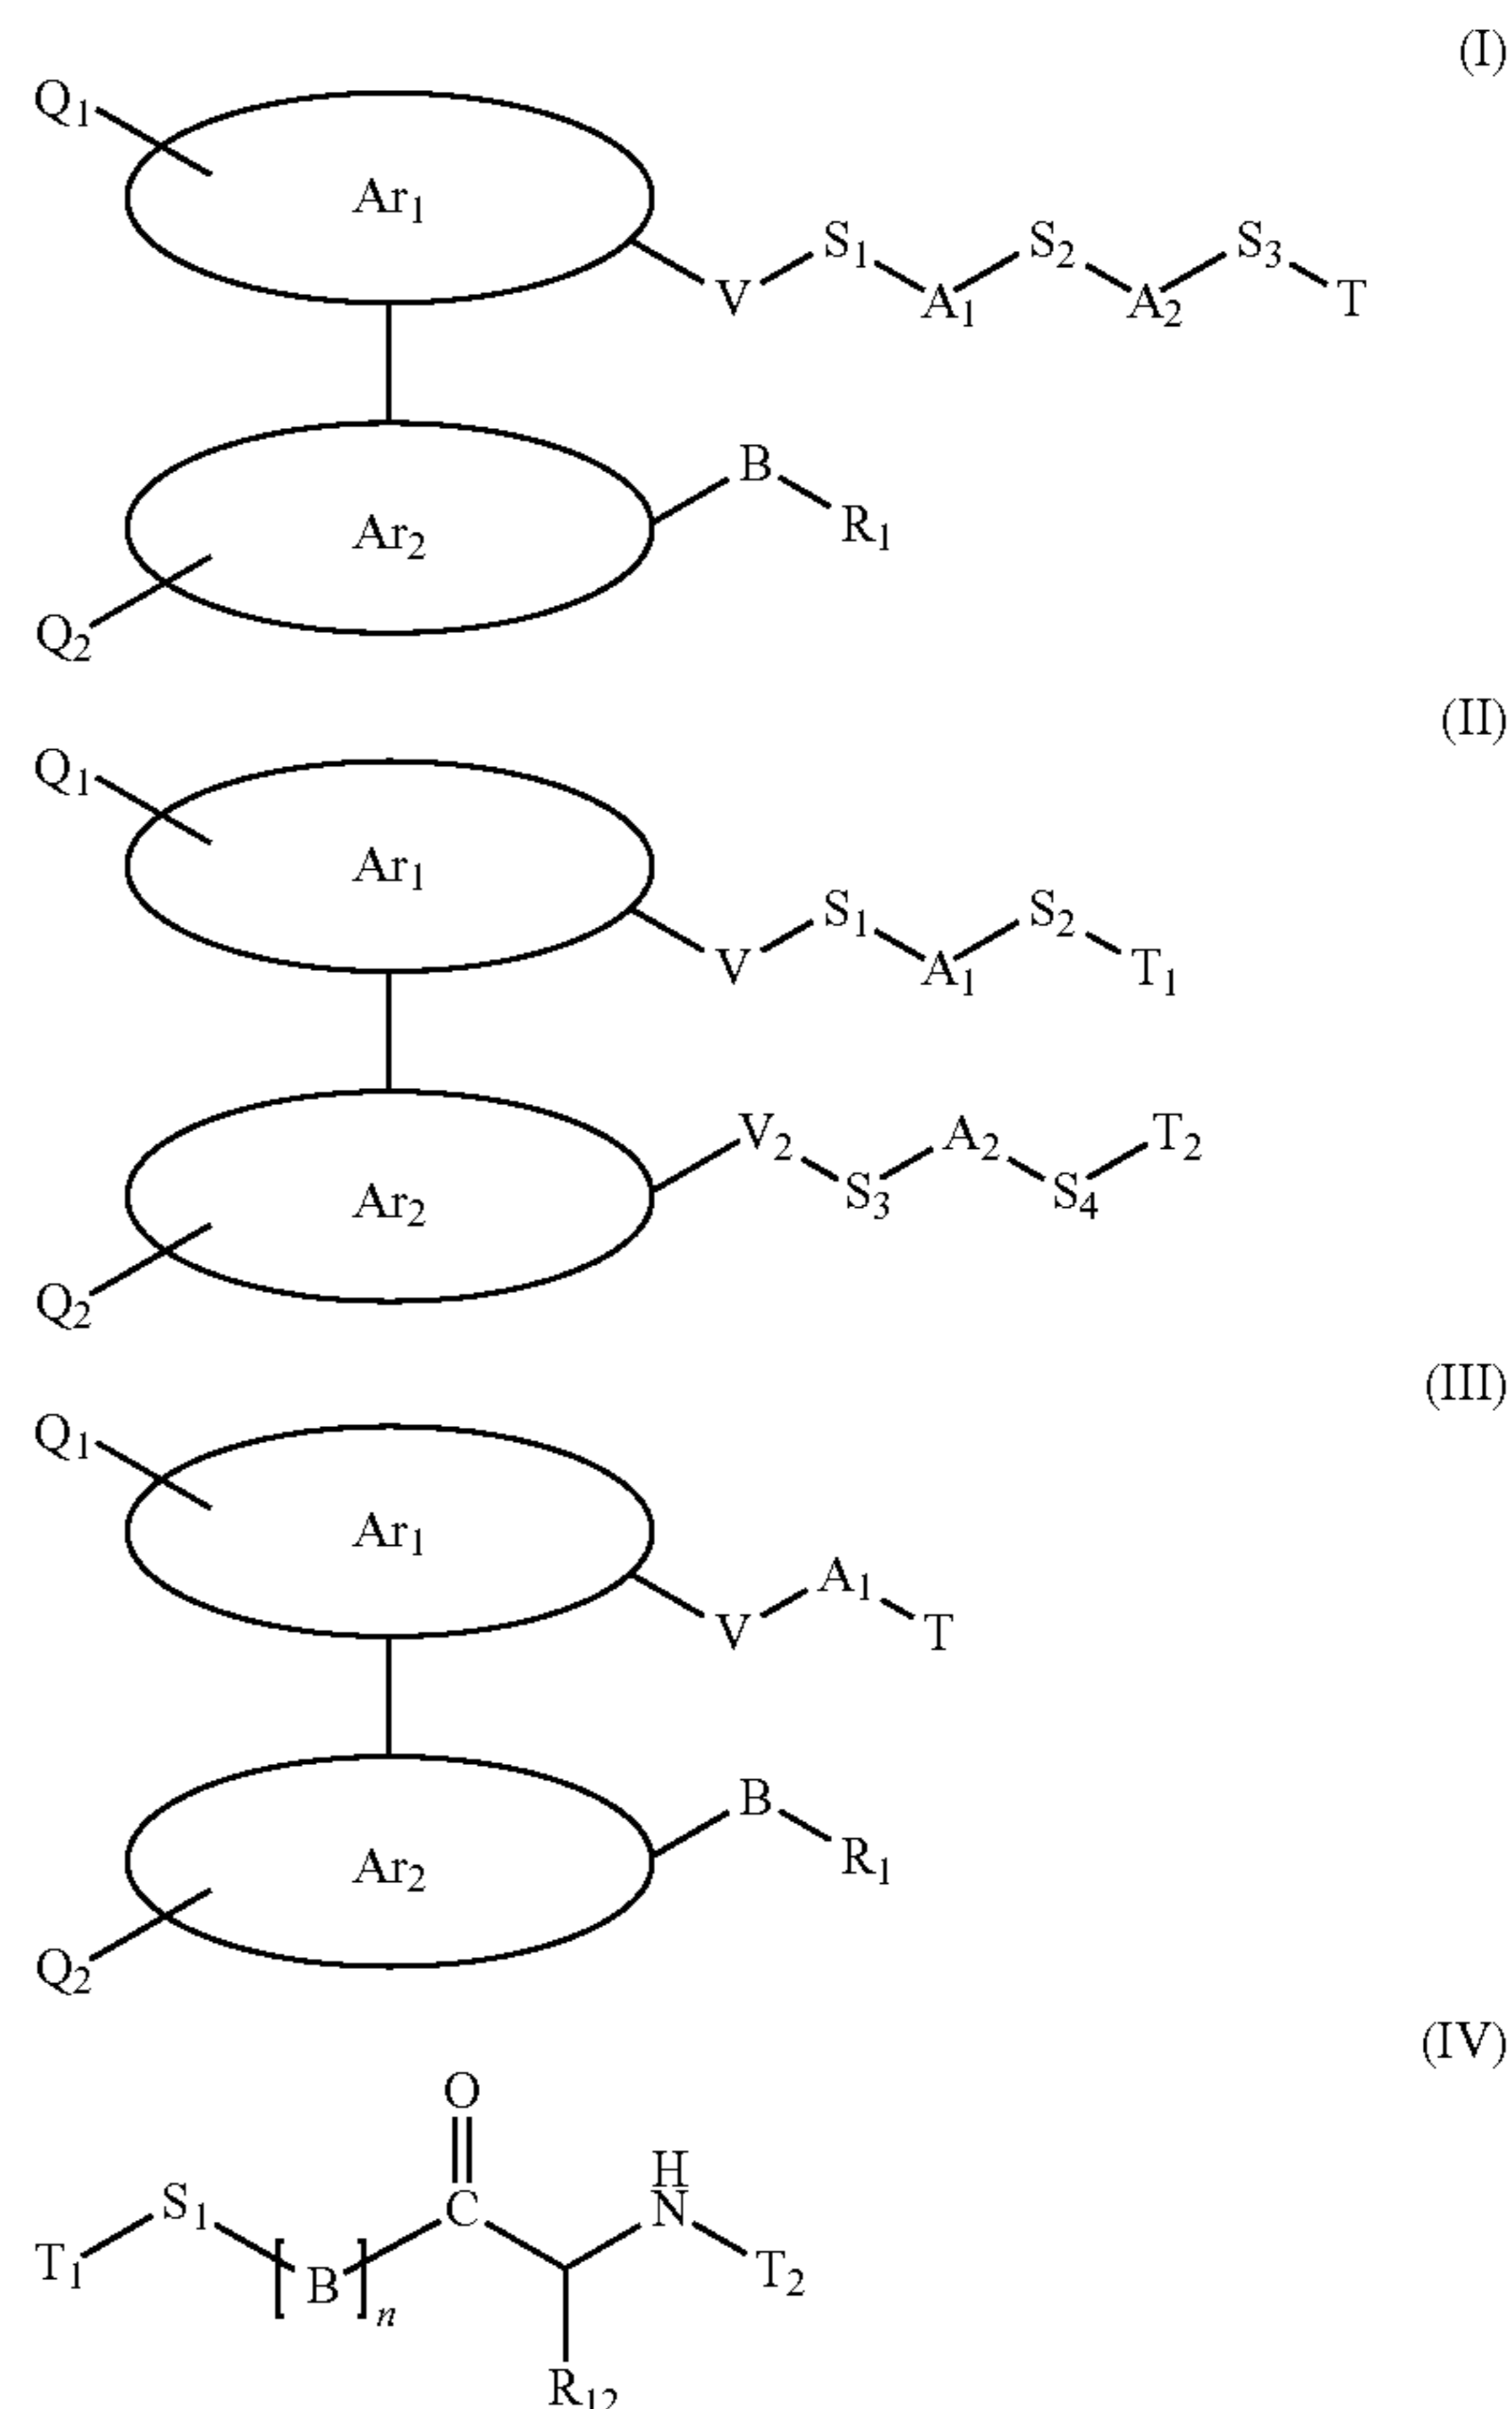 (I)
Q1
Ar1
V S1 A1 S2 A2 S3 T
Ar2
B
R1
Q2
(II)
Q1
Ar1
V S1 A1 S2 T1
Ar2
V2 S3 A2 S4 T2
Q2
(III)
Q1
Ar1
V A1 T
Ar2
B
R1
Q2
(IV)
O
T1 S1 [B]n C H N T2
R12